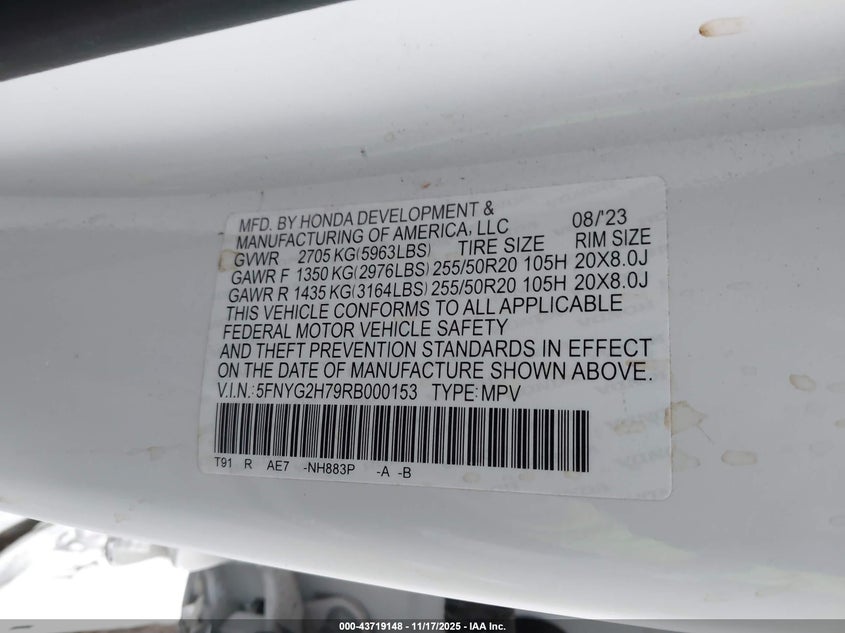 MFD. BY HONDA DEVELOPMENT & 08/'23
MANUFACTURING OF AMERICA, LLC
GVWR 2705 KG(5963LBS) TIRE SIZE RIM SIZE
GAWR F 1350 KG(2976LBS) 255/50R20 105H 20X8.0J
GAWR R 1435 KG(3164LBS) 255/50R20 105H 20X8.0J
THIS VEHICLE CONFORMS TO ALL APPLICABLE
FEDERAL MOTOR VEHICLE SAFETY
AND THEFT PREVENTION STANDARDS IN EFFECT
ON THE DATE OF MANUFACTURE SHOWN ABOVE.
V.I.N.:5FNYG2H79RB000153 TYPE:MPV
T91 R AE7 -NH883P -A -B
000-43719148 - 11/17/2025 - IAA Inc.